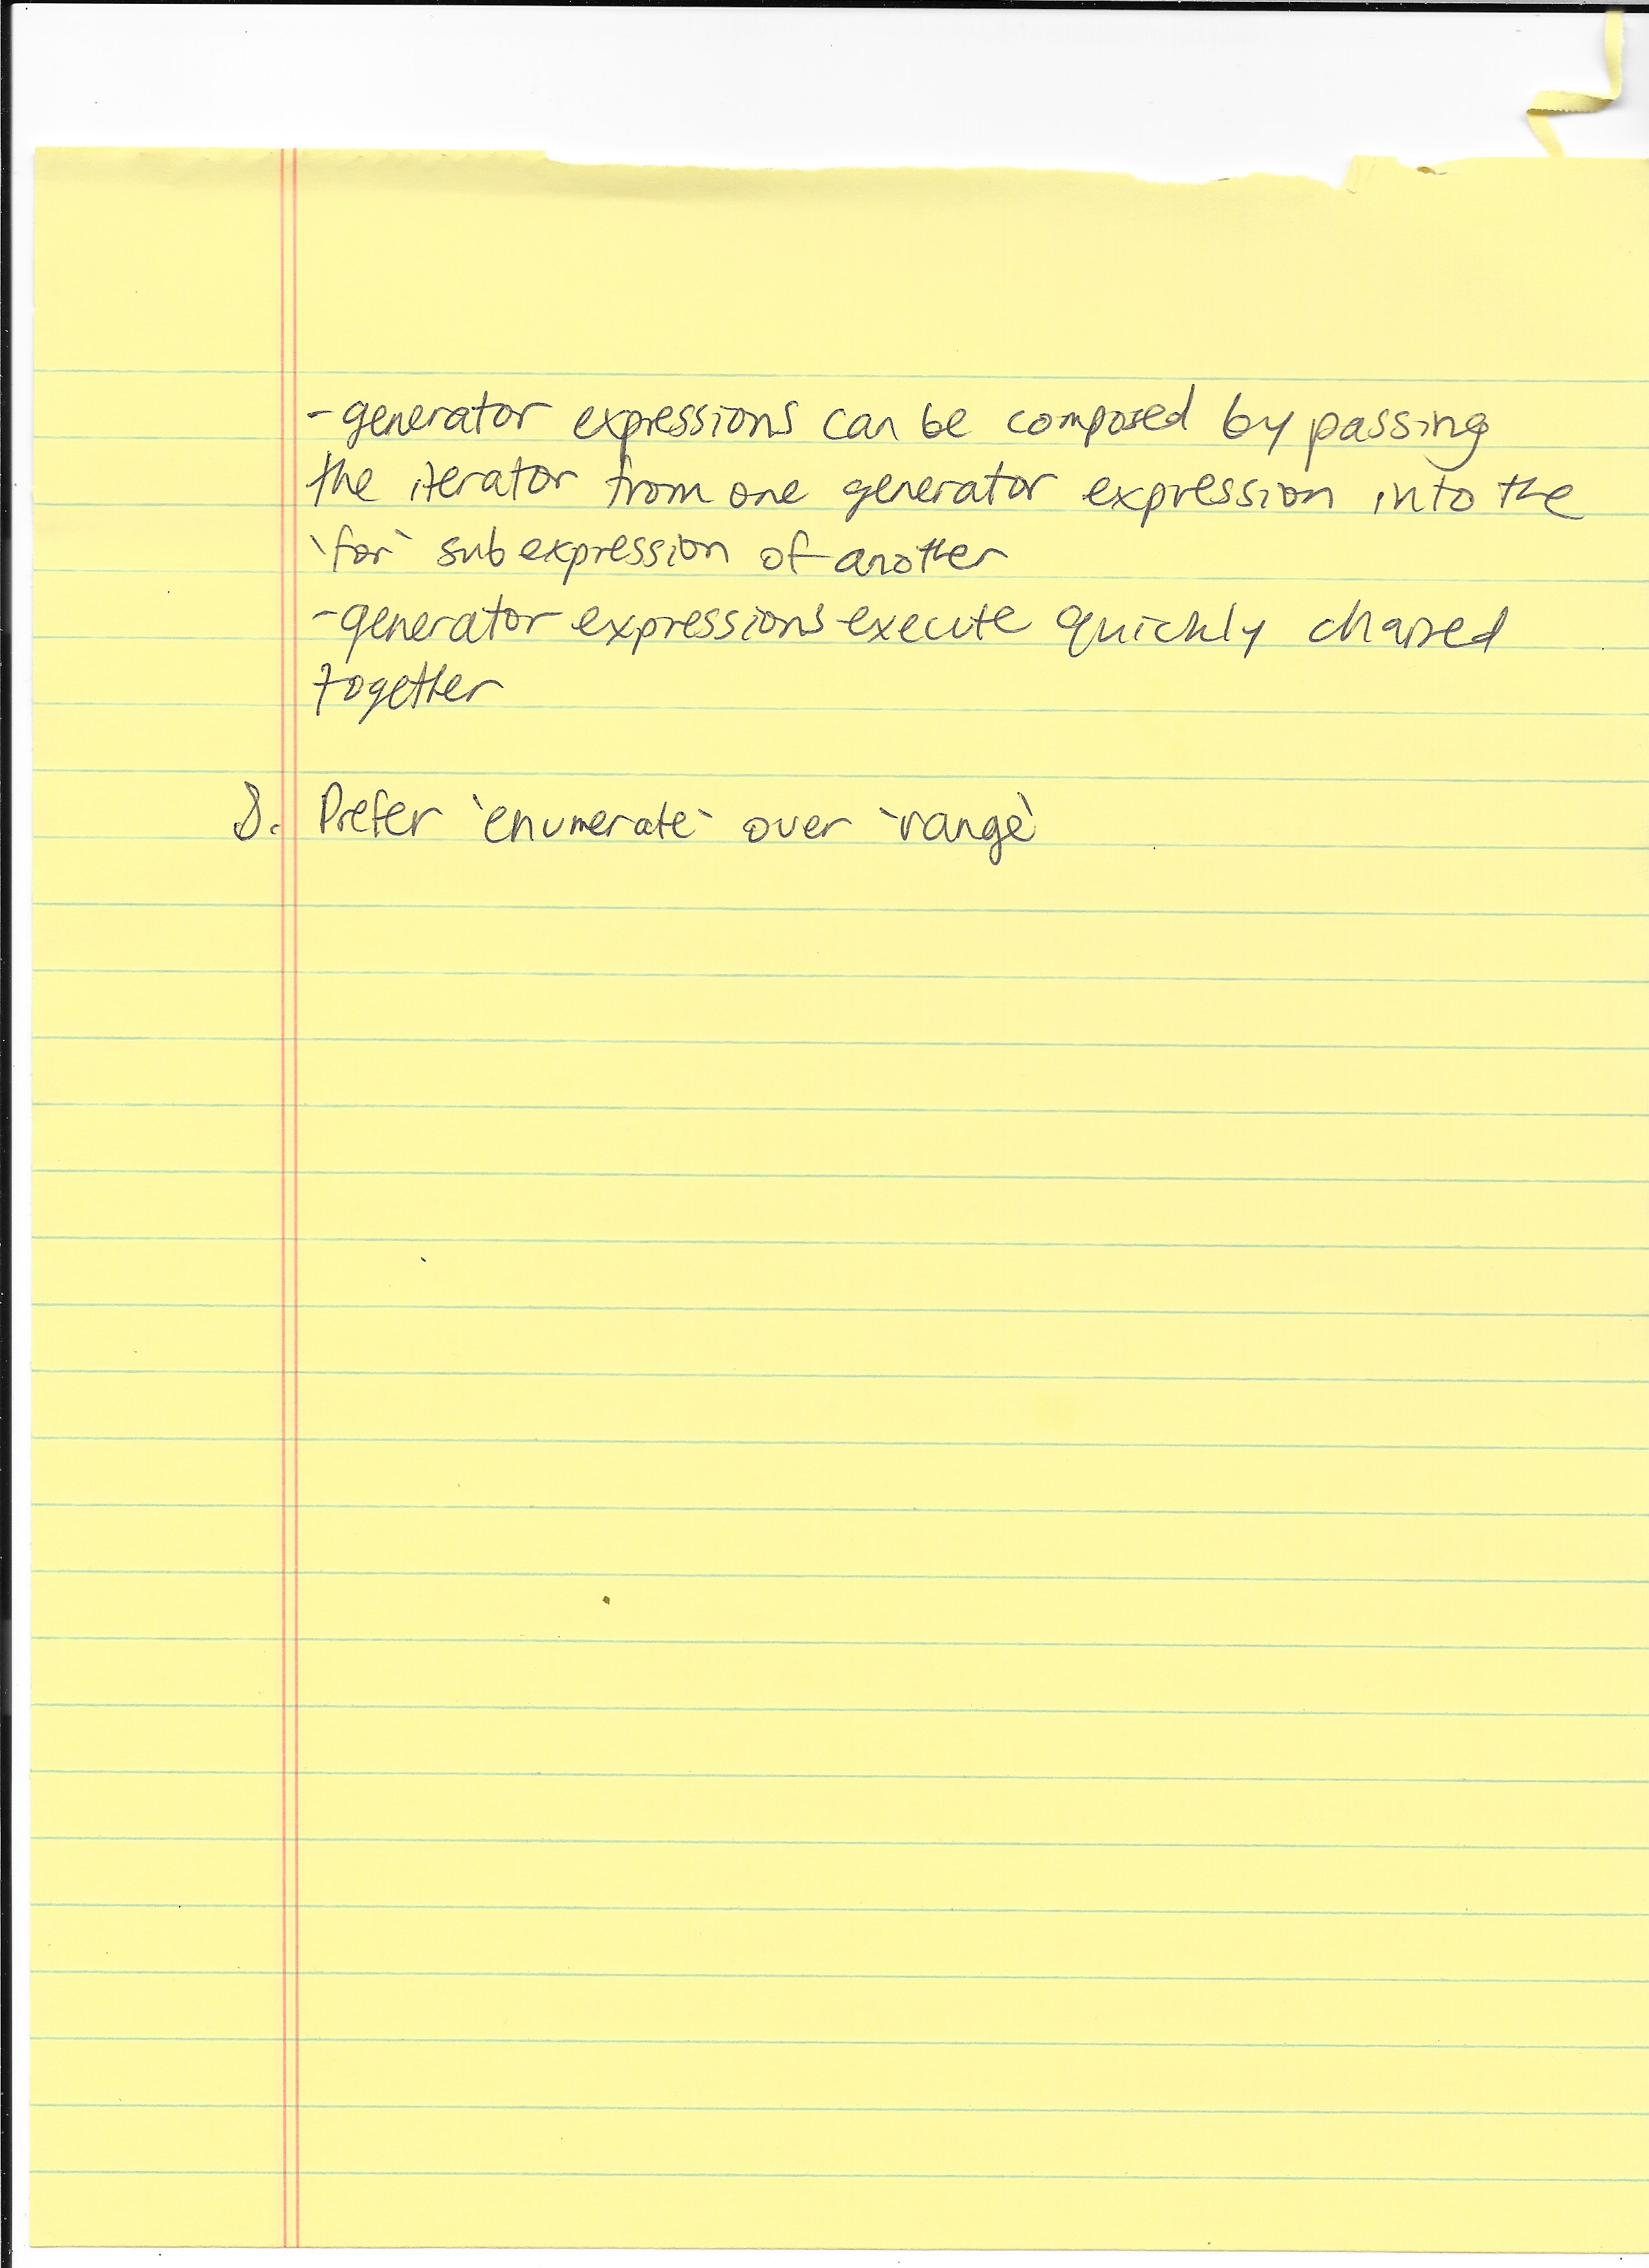 -generator expressions can be composed by passing
the iterator from one generator expression into the
`for` subexpression of another
-generator expressions execute quickly chained
together
8. Prefer `enumerate` over `range`